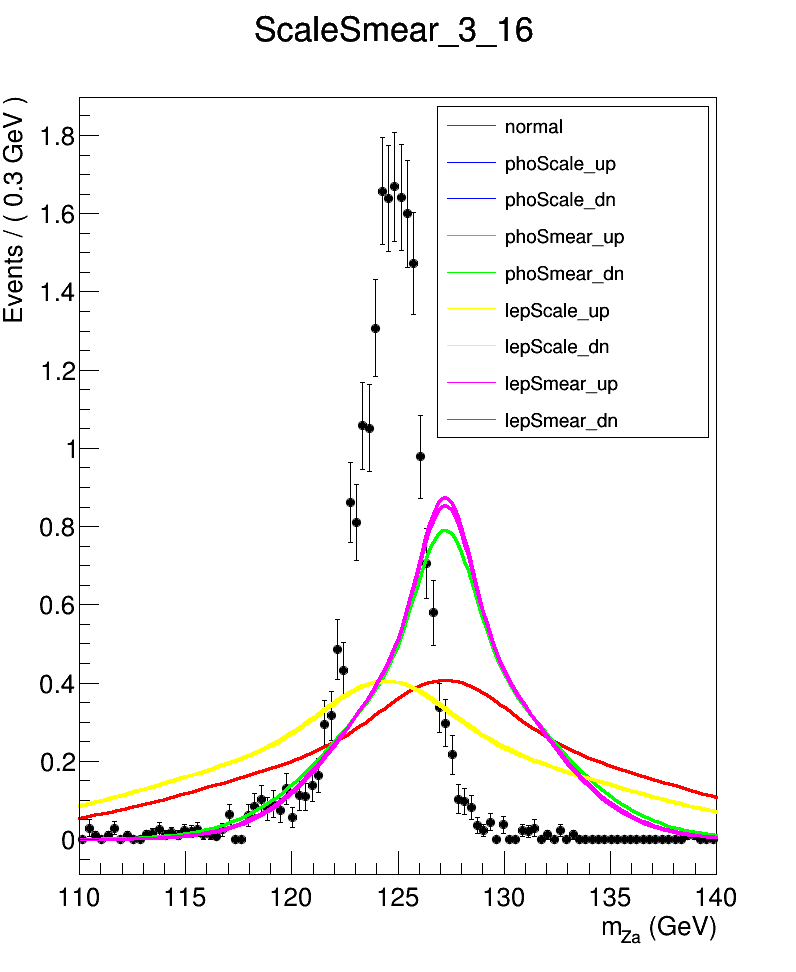 ScaleSmear_3_16
Events / ( 0.3 GeV )
1.8
1.6
1.4
1.2
1
0.8
0.6
0.4
0.2
0
normal
phoScale_up
phoScale_dn
phoSmear_up
phoSmear_dn
lepScale_up
lepScale_dn
lepSmear_up
lepSmear_dn
110 115 120 125 130 135 140
m_Za (GeV)